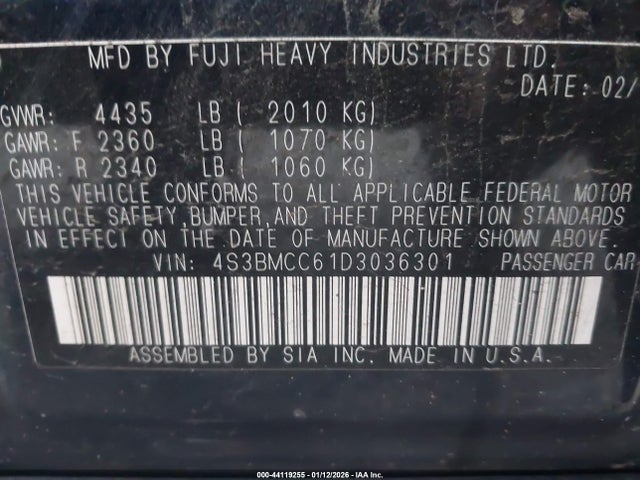 MFD BY FUJI HEAVY INDUSTRIES LTD.
DATE: 02/
GVWR: 4435 LB ( 2010 KG)
GAWR: F 2360 LB ( 1070 KG)
GAWR: R 2340 LB ( 1060 KG)
THIS VEHICLE CONFORMS TO ALL APPLICABLE FEDERAL MOTOR
VEHICLE SAFETY,BUMPER,AND THEFT PREVENTION STANDARDS
IN EFFECT ON THE DATE OF MANUFACTURE SHOWN ABOVE.
VIN: 4S3BMCC61D3036301 PASSENGER CAR
ASSEMBLED BY SIA INC. MADE IN U.S.A.
000-44119255 - 01/12/2026 - IAA Inc.